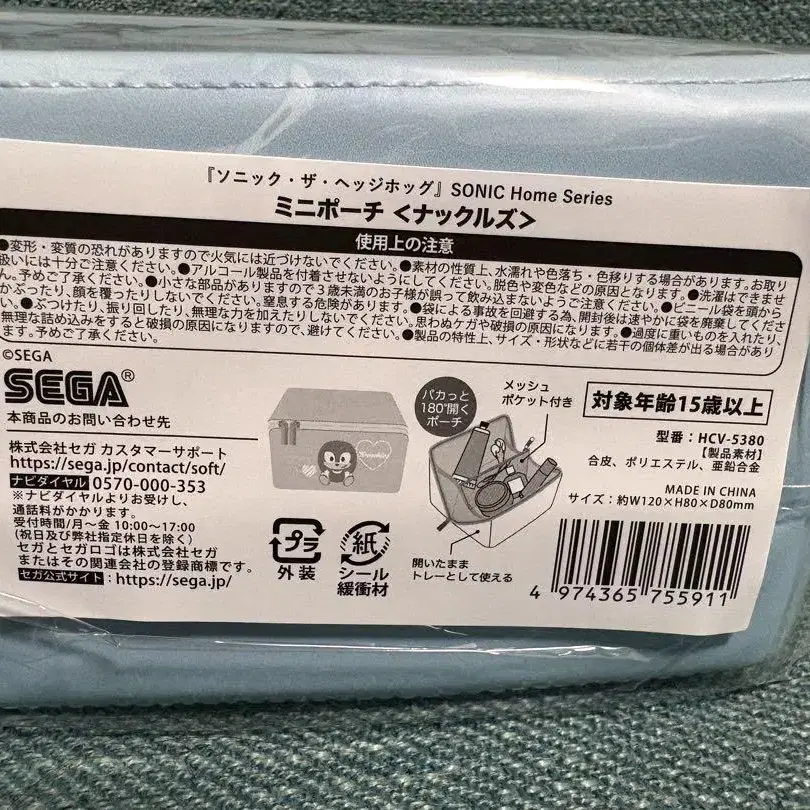 『ソニック・ザ・ヘッジホッグ』SONIC Home Series
ミニポーチ<ナックルズ>
使用上の注意
●変形・変質の恐れがありますので火気には近づけないでください。●素材の性質上、水濡れや色落ち・色移りする場合があります。お取り
扱いには十分ご注意ください。●アルコール製品を付着させないようにしてください。脱色や変色などの原因となります。●洗濯はできませ
ん。予めご了承ください。●小さな部品がありますので3歳未満のお子様が誤って飲み込まないようご注意ください。●ビニール袋を頭から
かぶったり、顔を覆ったりしないでください。窒息する危険があります。●袋による事故を回避する為、開封後は速やかに袋を廃棄してくださ
い。●ぶつけたり、振り回したり、無理な力を加えたりしないでください。思わぬケガや破損の原因になります。●過度に重いものを入れたり、
無理な詰め込みをすると破損の原因になりますので、避けてください。●製品の特性上、サイズ・形状などに若干の個体差が出る場合があり
ます。予めご了承ください。
©SEGA
SEGA®
本商品のお問い合わせ先
株式会社セガ カスタマーサポート
https://sega.jp/contact/soft/
ナビダイヤル 0570-000-353
※ナビダイヤルよりお受けし、
通話料がかかります。
受付時間/月~金 10:00~17:00
(祝日及び弊社指定休日を除く)
セガとセガロゴは株式会社セガ
またはその関連会社の登録商標です。
セガ公式サイト:https://sega.jp/
Knuckles
パカっと
180°開く
ポーチ
メッシュ
ポケット付き
開いたまま
トレーとして使える
プラ
外装
紙
シール
緩衝材
対象年齢15歳以上
型番:HCV-5380
【製品素材】
合皮、ポリエステル、亜鉛合金
MADE IN CHINA
サイズ:約W120×H80×D80mm
4 974365 755911